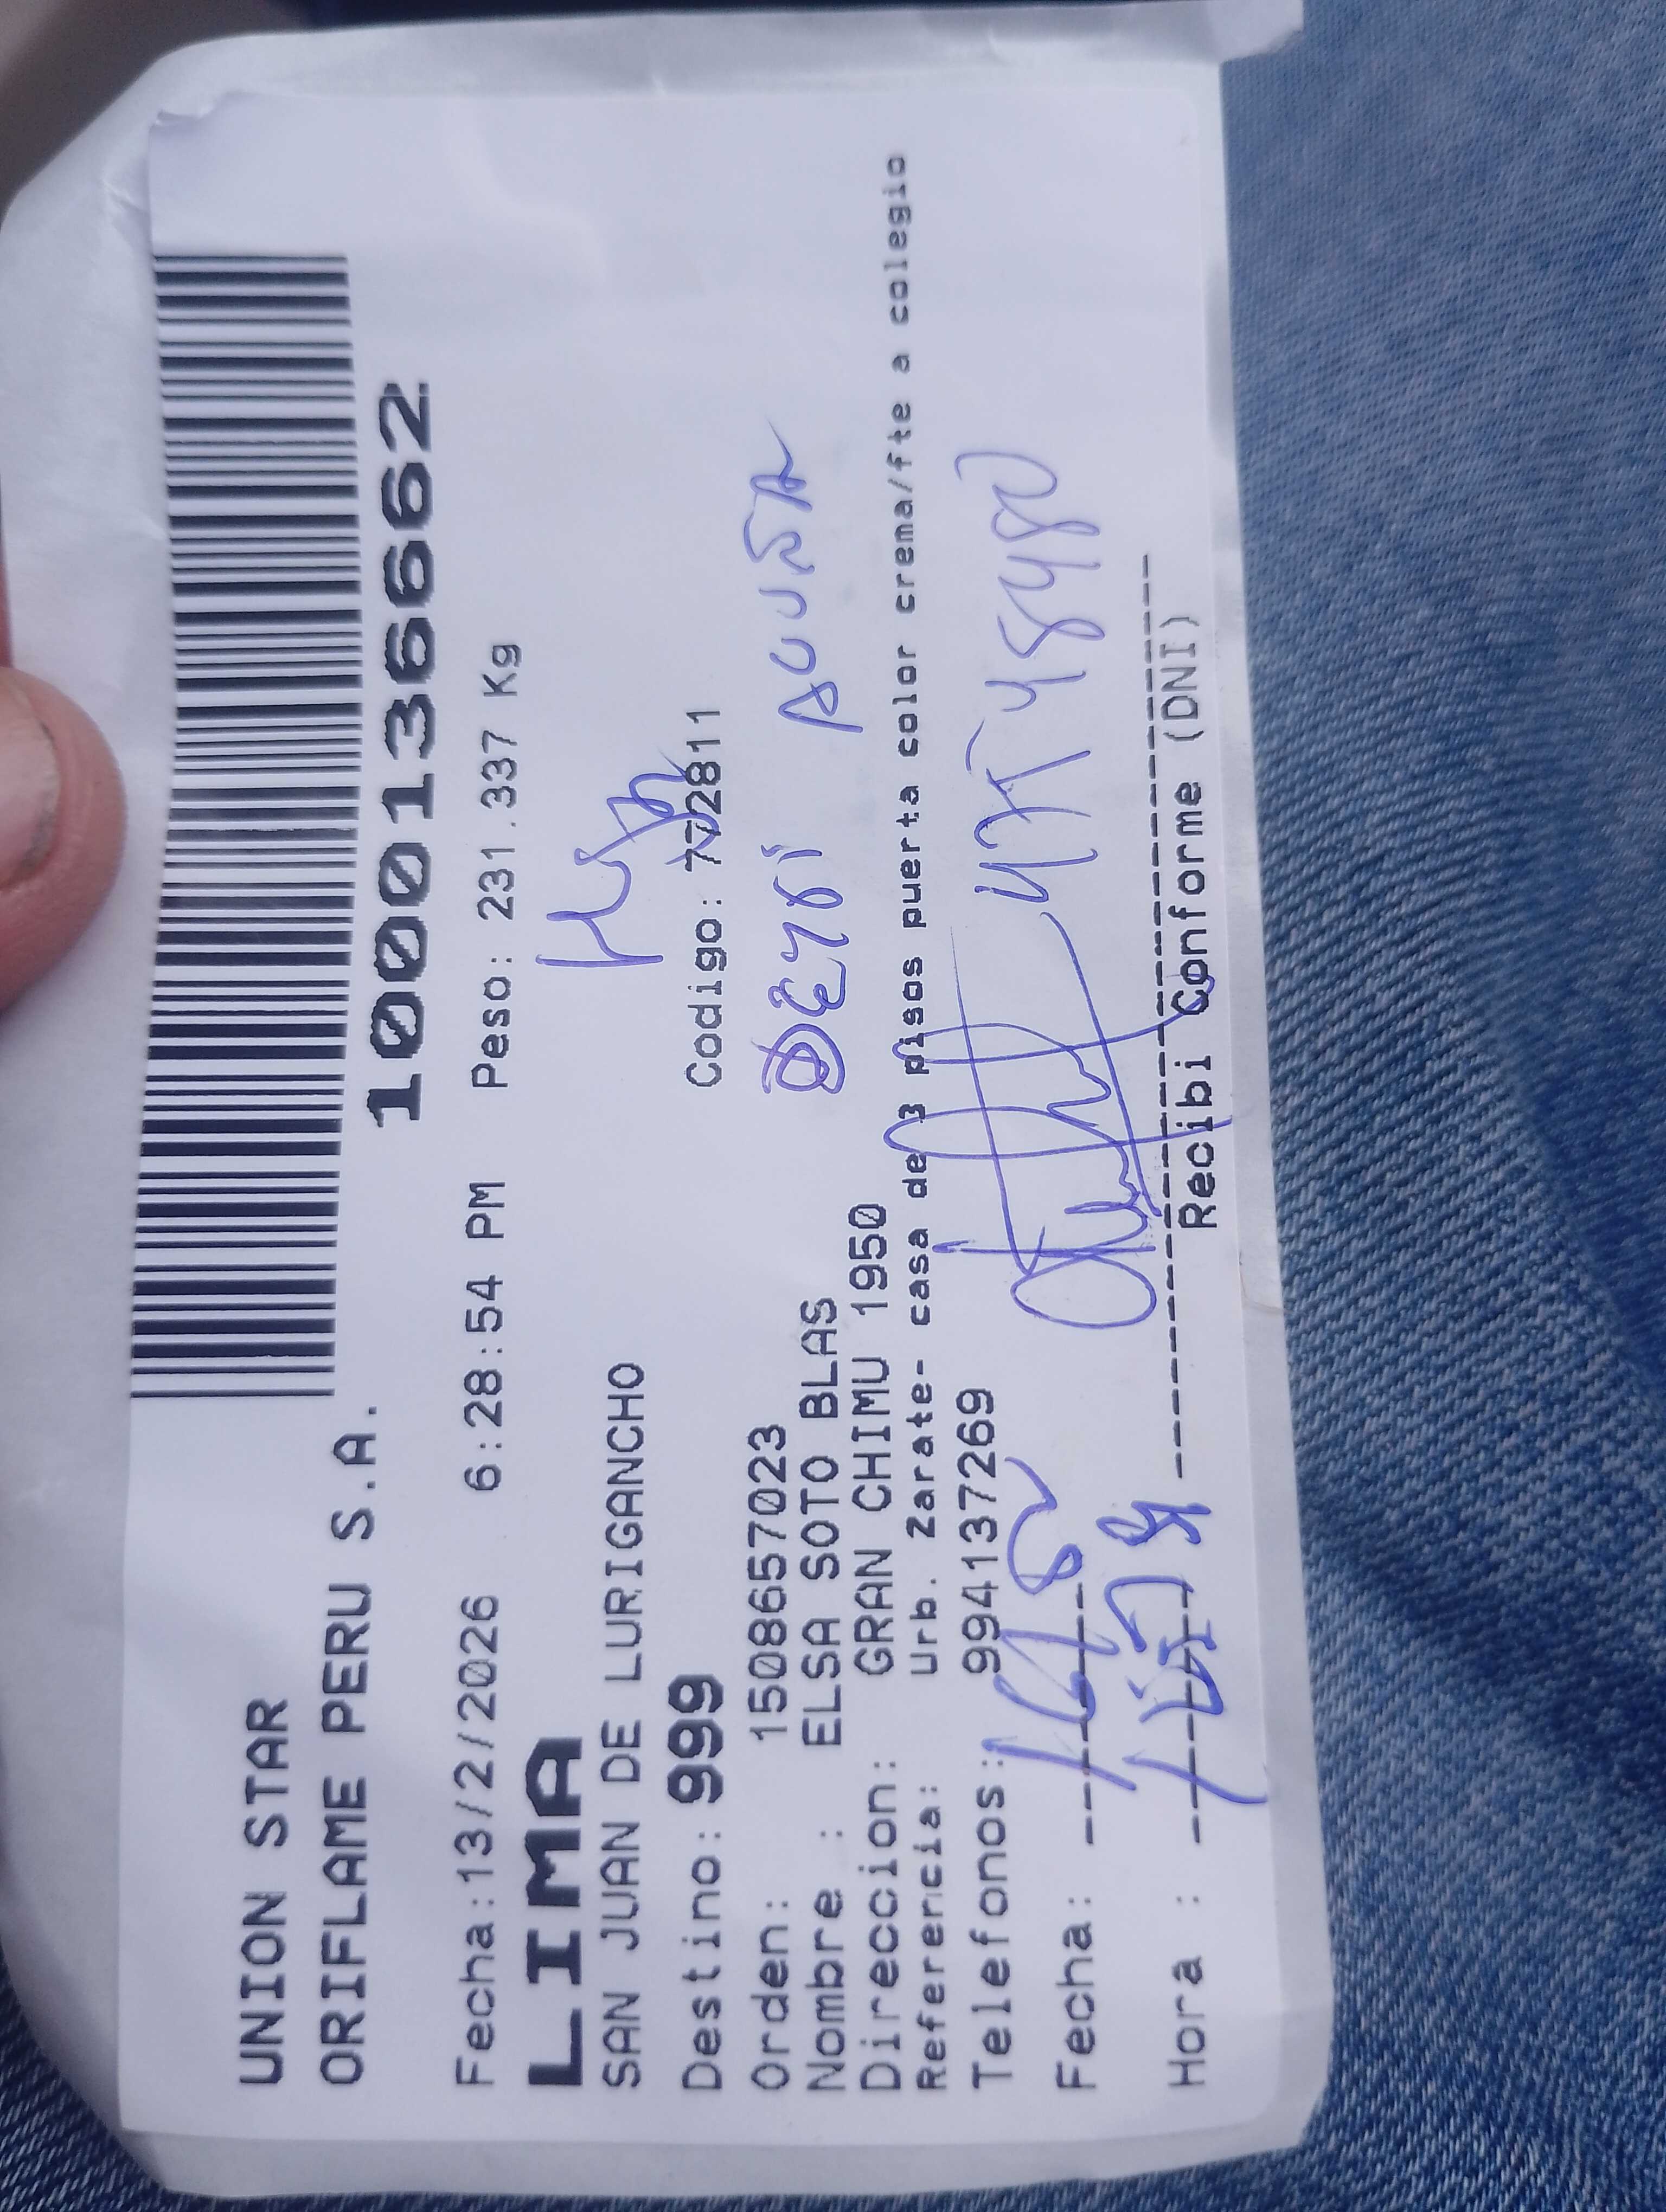 UNION STAR
ORIFLAME PERU S.A.
10001366662
Fecha:13/2/2026 6:28:54 PM Peso: 231.337 Kg
LIMA
SAN JUAN DE LURIGANCHO
Destino: 999 Codigo: 772811
Orden: 1508657023
Nombre : ELSA SOTO BLAS
Direccion: GRAN CHIMU 1950
Referencia: Urb. Zarate- casa de 3 pisos puerta color crema/fte a colegio
Telefonos: 994137269
Fecha:
Hora :
Recibi Conforme (DNI)